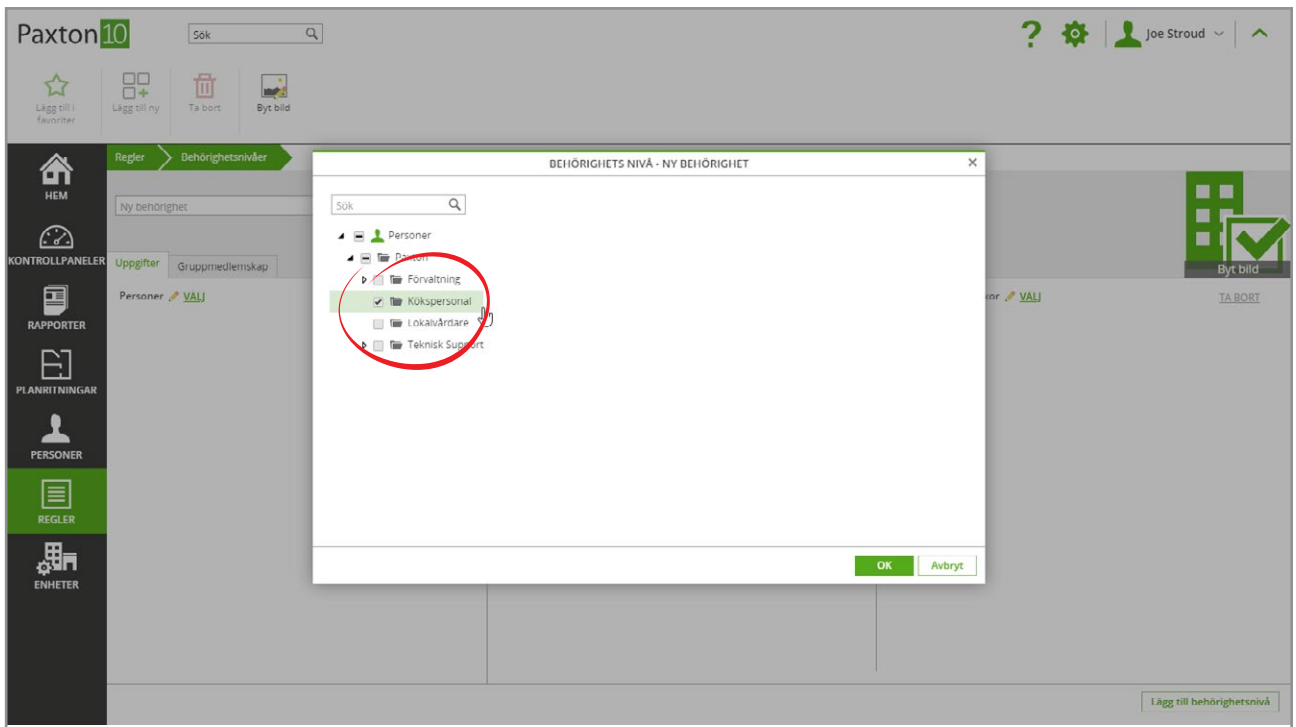 Paxton10
Sök
?
Joe Stroud
Lägg till i
favoriter
Lägg till ny
Ta bort
Byt bild
HEM
KONTROLLPANELER
RAPPORTER
PLANRITNINGAR
PERSONER
REGLER
ENHETER
Regler
Behörighetsnivåer
Ny behörighet
Uppgifter
Gruppmedlemskap
Personer
VÄLJ
BEHÖRIGHETS NIVÅ - NY BEHÖRIGHET
Sök
Personer
Paxton
Förvaltning
Kökspersonal
Lokalvårdare
Teknisk Support
OK
Avbryt
Byt bild
VÄLJ
TA BORT
Lägg till behörighetsnivå